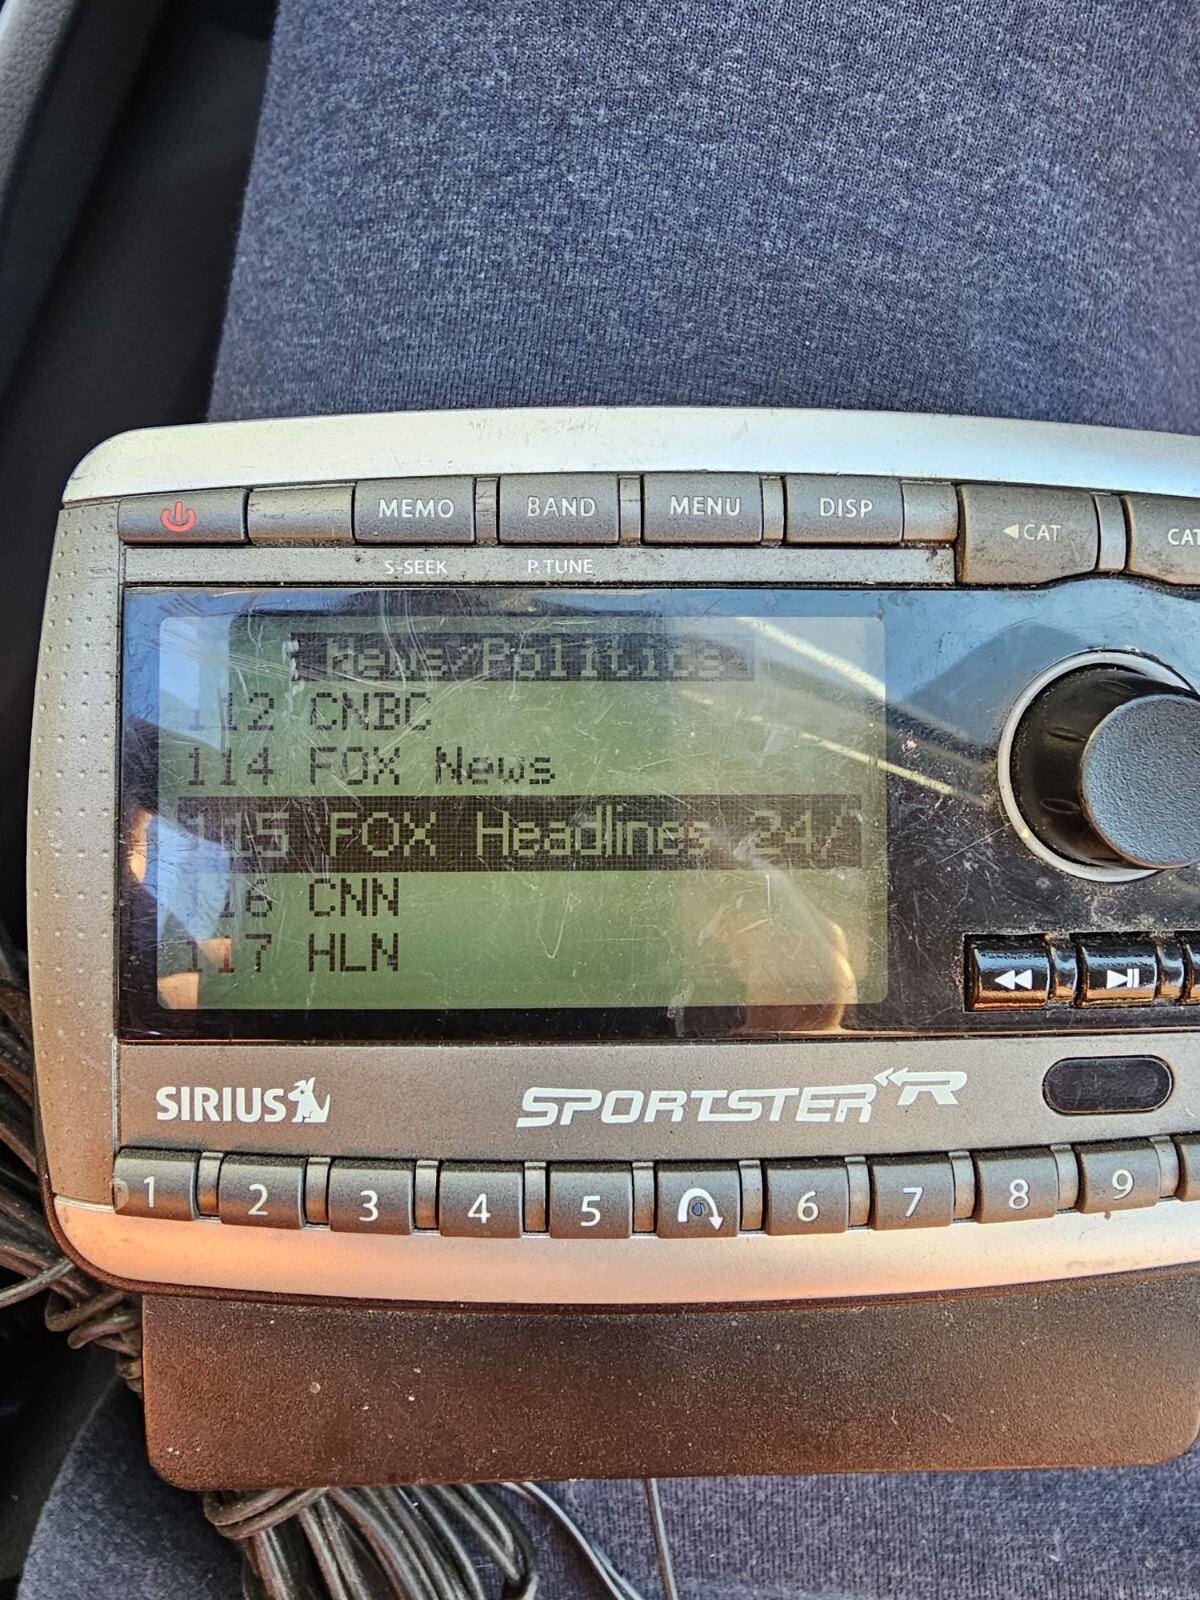 MEMO BAND MENU DISP ◄CAT CAT
S-SEEK P.TUNE
News/Politics
112 CNBC
114 FOX News
115 FOX Headlines 24/
116 CNN
117 HLN
SIRIUS SPORTSTER R
1 2 3 4 5 6 7 8 9